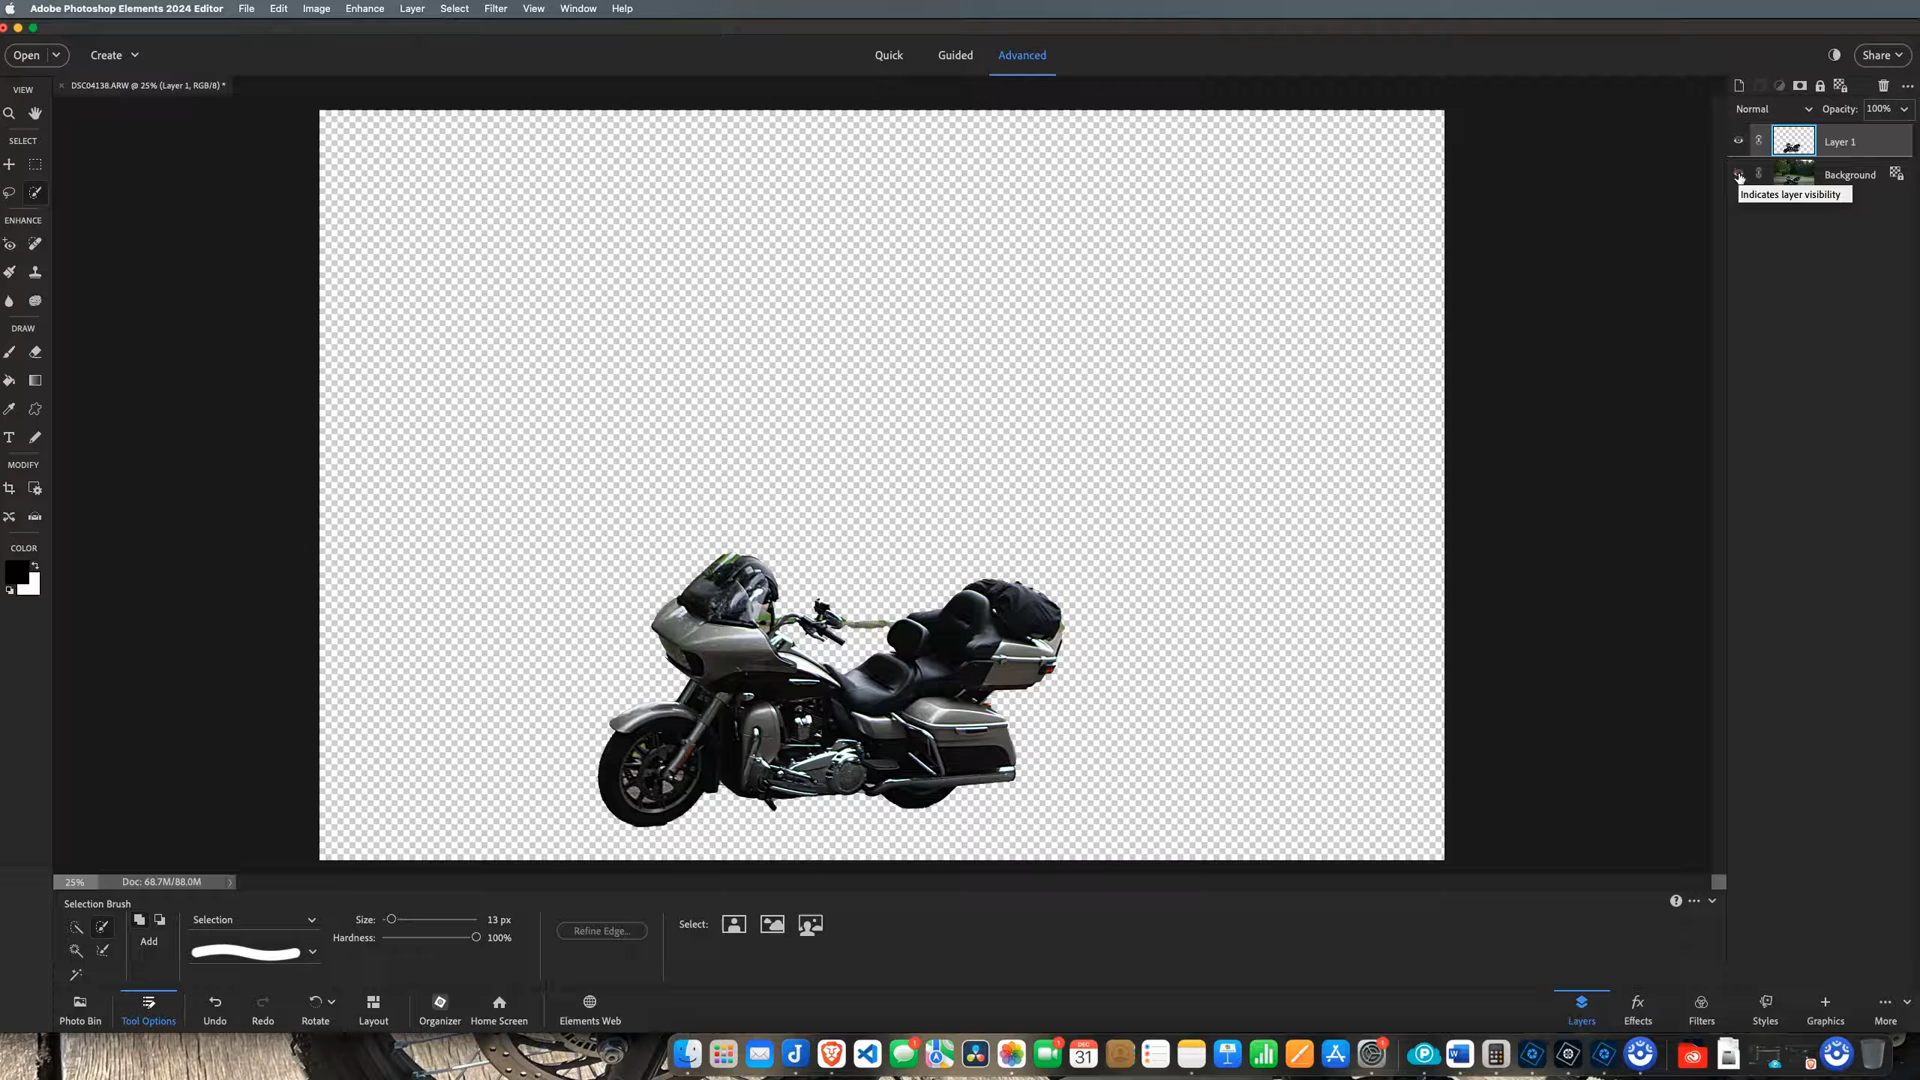 Adobe Photoshop Elements 2024 Editor File Edit Image Enhance Layer Select Filter View Window Help
Open Create Quick Guided Advanced Share
DSC04138.ARW @ 25% (Layer 1, RGB/8) *
VIEW
SELECT
ENHANCE
DRAW
T
MODIFY
COLOR
Normal Opacity: 100%
Layer 1
Background
Indicates layer visibility
25% Doc: 68.7M/88.0M
Selection Brush
Add
Selection
Size: 13 px
Hardness: 100%
Refine Edge...
Select:
Photo Bin Tool Options Undo Redo Rotate Layout Organizer Home Screen Elements Web
Layers Effects Filters Styles Graphics More
DEC
31